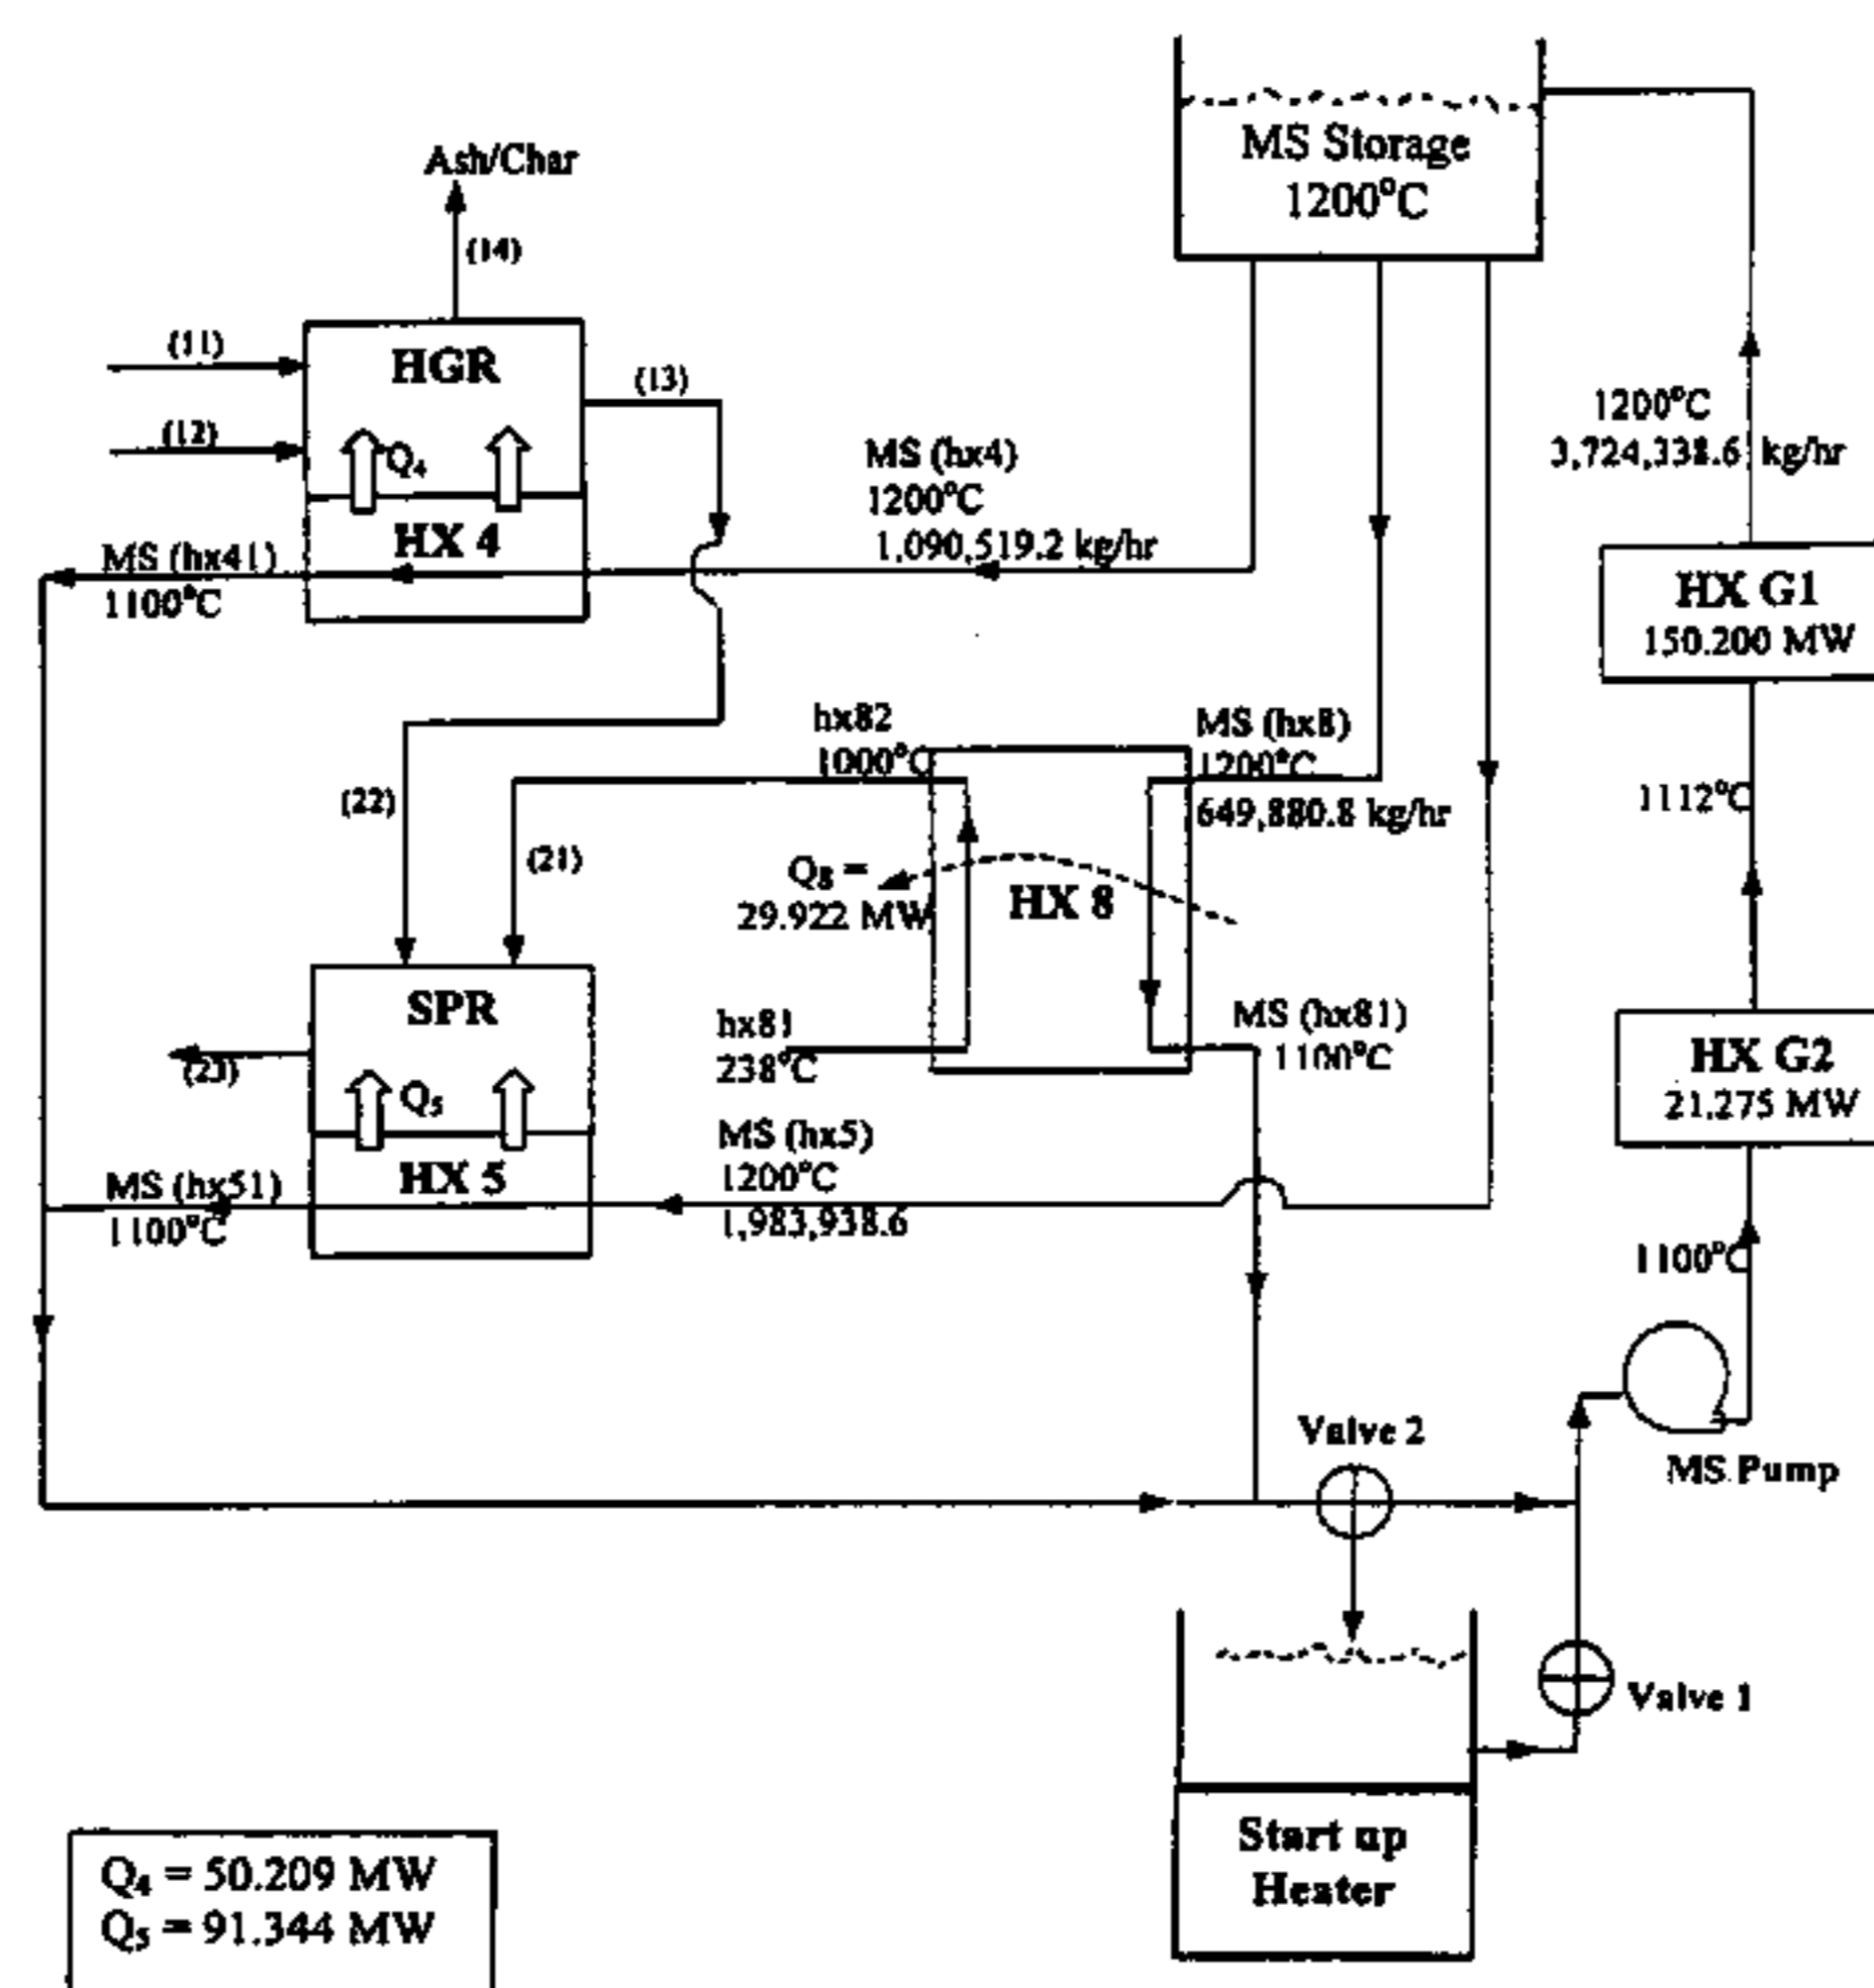 MS Storage
1200°C
Ash/Char
(14)
(11)
HGR
(13)
(12)
Q4
1200°C
3,724,338.6 kg/hr
MS (hx4)
1200°C
1,090,519.2 kg/hr
HX 4
MS (hx41)
1100°C
HX G1
150.200 MW
hx82
1000°C
MS (hx8)
1200°C
649,880.8 kg/hr
(22)
(21)
1112°C
Q8 =
29.922 MW
HX 8
SPR
hx81
238°C
MS (hx81)
1100°C
HX G2
21.275 MW
(23)
Q5
MS (hx5)
1200°C
1,983,938.6
HX 5
MS (hx51)
1100°C
1100°C
Valve 2
MS Pump
Valve 1
Start up
Heater
Q4 = 50.209 MW
Q5 = 91.344 MW